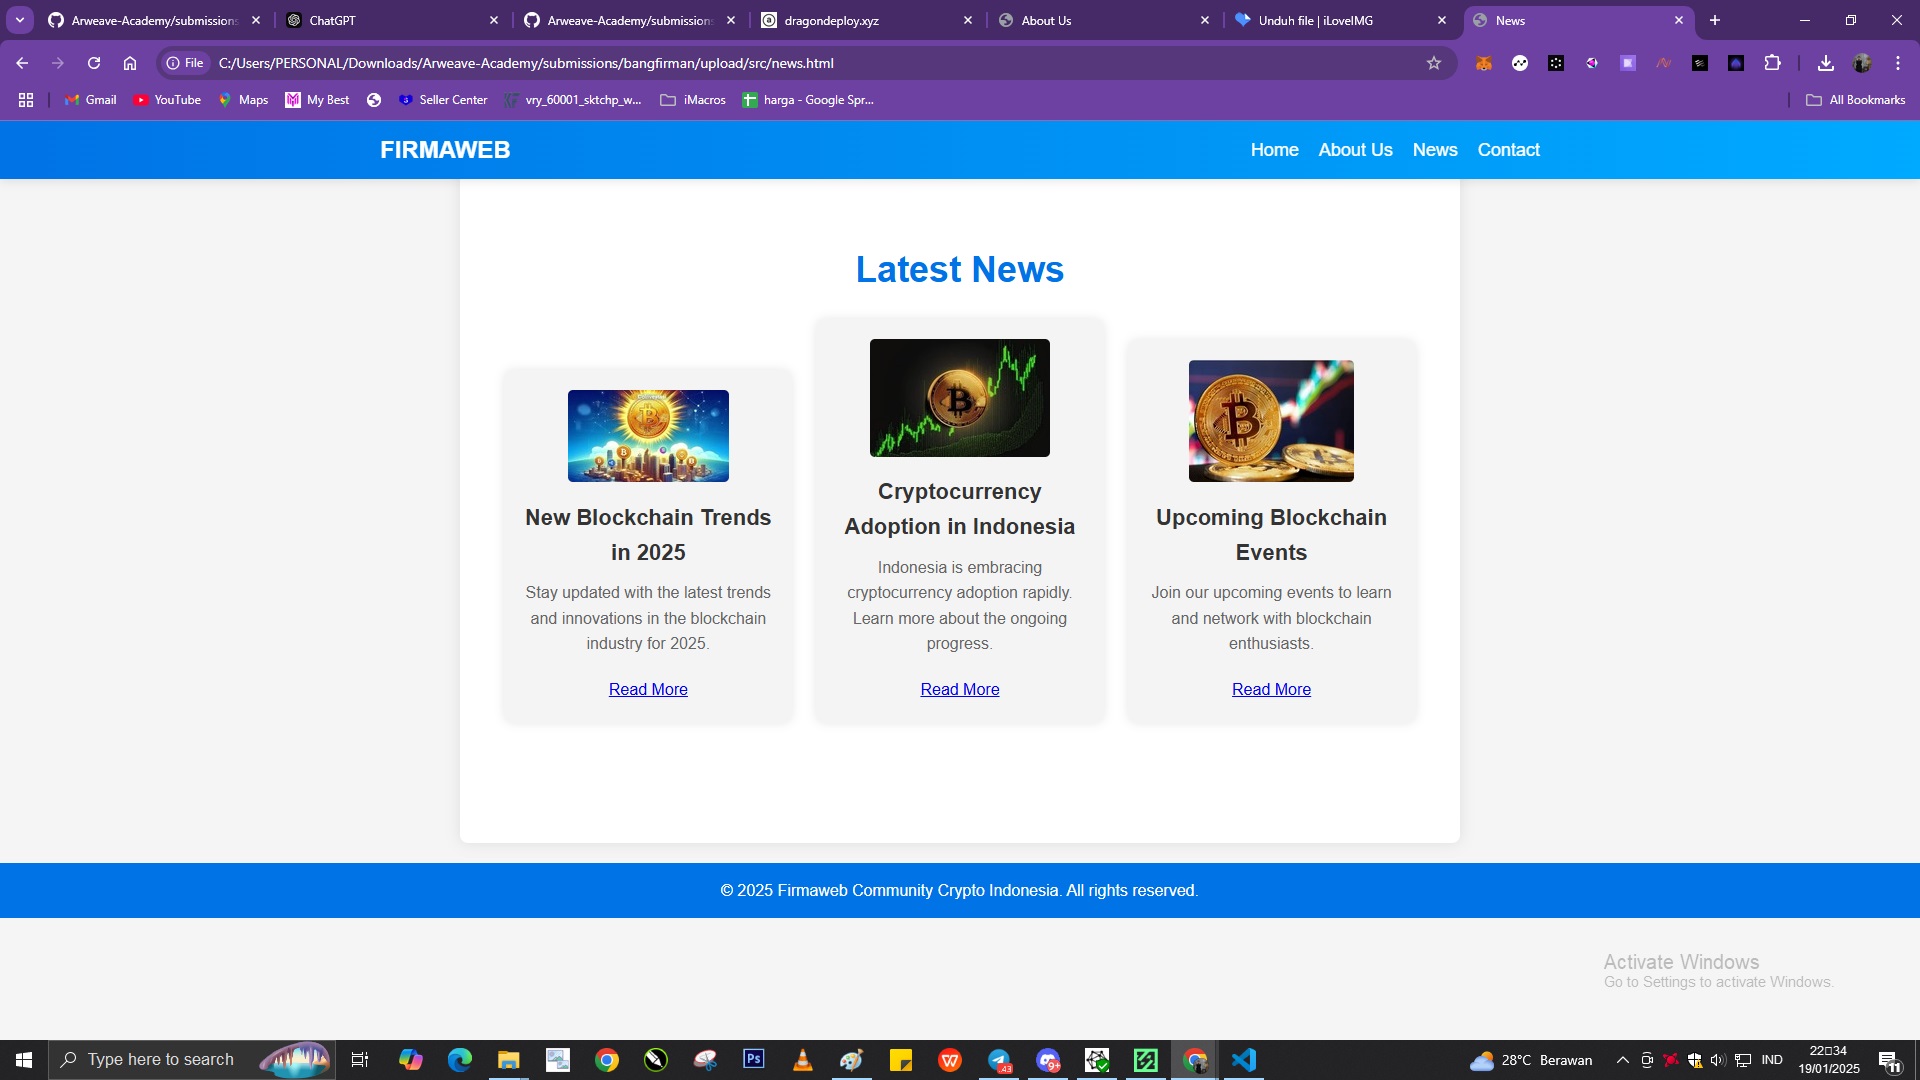 Arweave-Academy/submissions
ChatGPT
Arweave-Academy/submissions
dragondeploy.xyz
About Us
Unduh file | iLoveIMG
News
File
C:/Users/PERSONAL/Downloads/Arweave-Academy/submissions/bangfirman/upload/src/news.html
Gmail
YouTube
Maps
My Best
Seller Center
vry_60001_sktchp_w...
iMacros
harga - Google Spr...
All Bookmarks
FIRMAWEB
Home
About Us
News
Contact
Latest News
New Blockchain Trends
in 2025
Stay updated with the latest trends
and innovations in the blockchain
industry for 2025.
Read More
Cryptocurrency
Adoption in Indonesia
Indonesia is embracing
cryptocurrency adoption rapidly.
Learn more about the ongoing
progress.
Read More
Upcoming Blockchain
Events
Join our upcoming events to learn
and network with blockchain
enthusiasts.
Read More
© 2025 Firmaweb Community Crypto Indonesia. All rights reserved.
Activate Windows
Go to Settings to activate Windows.
Type here to search
Ps
43
9+
28°C Berawan
IND
22:34
19/01/2025
11